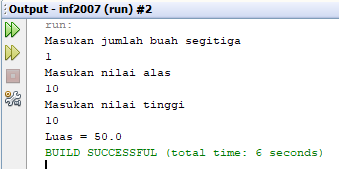 Output - inf2007 (run) #2
run:
Masukan jumlah buah segitiga
1
Masukan nilai alas
10
Masukan nilai tinggi
10
Luas = 50.0
BUILD SUCCESSFUL (total time: 6 seconds)